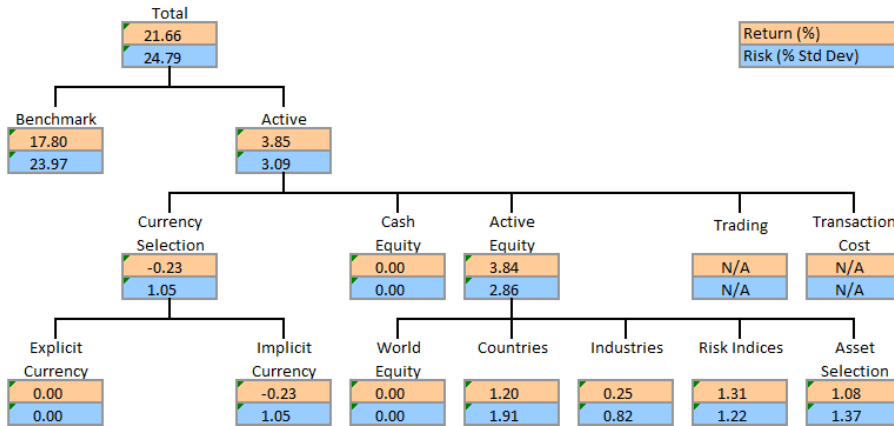 Total
21.66
24.79
Return (%)
Risk (% Std Dev)
Benchmark
17.80
23.97
Active
3.85
3.09
Currency
Selection
-0.23
1.05
Cash
Equity
0.00
0.00
Active
Equity
3.84
2.86
Trading
N/A
N/A
Transaction
Cost
N/A
N/A
Explicit
Currency
0.00
0.00
Implicit
Currency
-0.23
1.05
World
Equity
0.00
0.00
Countries
1.20
1.91
Industries
0.25
0.82
Risk Indices
1.31
1.22
Asset
Selection
1.08
1.37